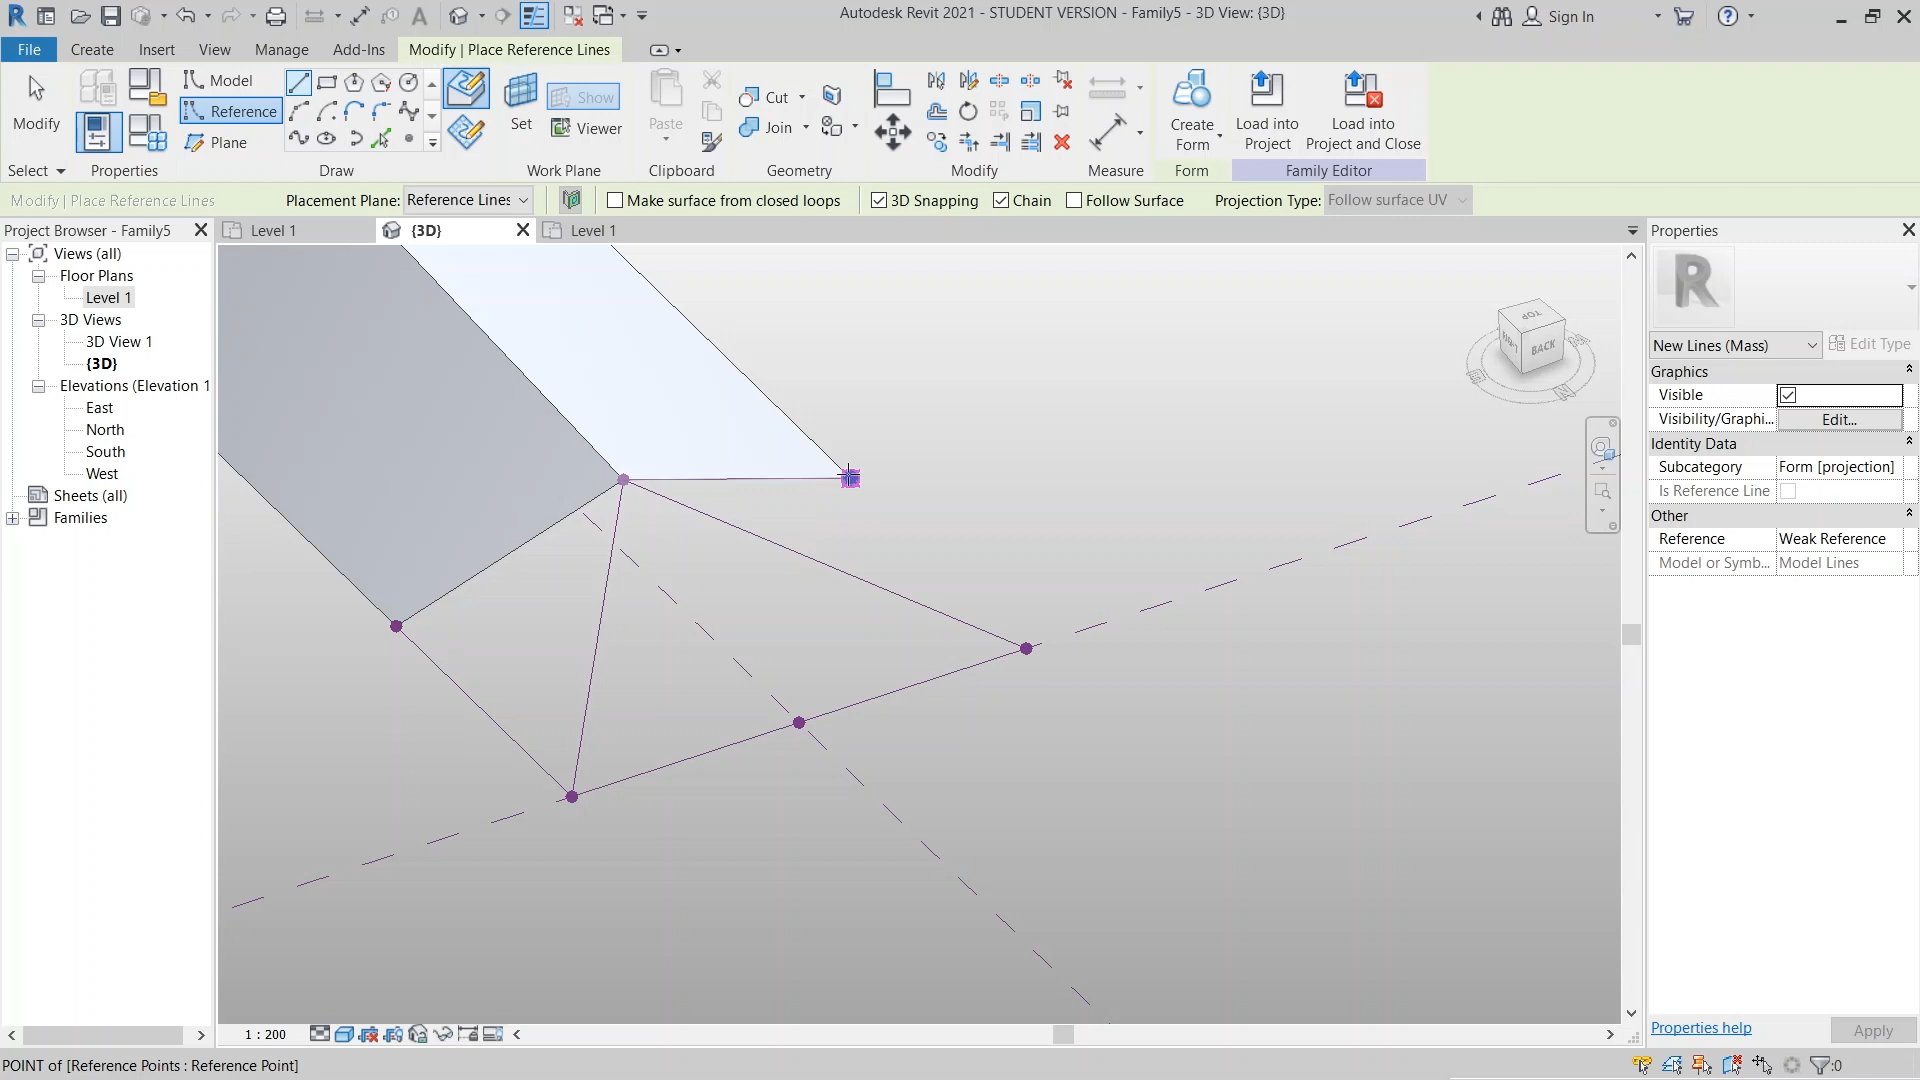 Autodesk Revit 2021 - STUDENT VERSION - Family5 - 3D View: {3D}
Sign In
File Create Insert View Manage Add-Ins Modify | Place Reference Lines
Modify
Model
Reference
Plane
Set
Show
Viewer
Paste
Cut
Join
Create Form
Load into Project
Load into Project and Close
Select Properties Draw Work Plane Clipboard Geometry Modify Measure Form Family Editor
Modify | Place Reference Lines Placement Plane: Reference Lines Make surface from closed loops 3D Snapping Chain Follow Surface Projection Type: Follow surface UV
Project Browser - Family5
Level 1 {3D} Level 1
Properties
Views (all)
Floor Plans
Level 1
3D Views
3D View 1
{3D}
Elevations (Elevation 1
East
North
South
West
Sheets (all)
Families
TOP
BACK
New Lines (Mass) Edit Type
Graphics
Visible
Visibility/Graphi... Edit...
Identity Data
Subcategory Form [projection]
Is Reference Line
Other
Reference Weak Reference
Model or Symb... Model Lines
Properties help Apply
1 : 200
POINT of [Reference Points : Reference Point]
:0